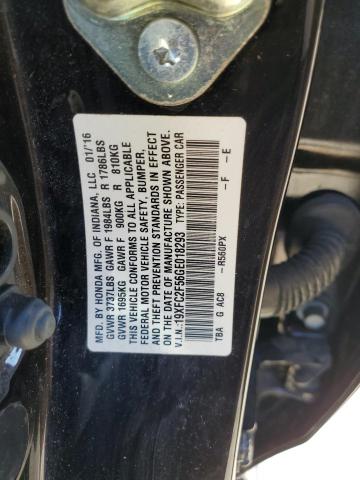 MFD. BY HONDA MFG. OF INDIANA, LLC 01/'16
GVWR 3737LBS GAWR F 1984LBS R 1786LBS
GVWR 1695KG GAWR F 900KG R 810KG
THIS VEHICLE CONFORMS TO ALL APPLICABLE
FEDERAL MOTOR VEHICLE SAFETY, BUMPER,
AND THEFT PREVENTION STANDARDS IN EFFECT
ON THE DATE OF MANUFACTURE SHOWN ABOVE.
V.I.N.:19XFC2F56GE018293 TYPE: PASSENGER CAR
TBA G AC8 -R560PX -F -E